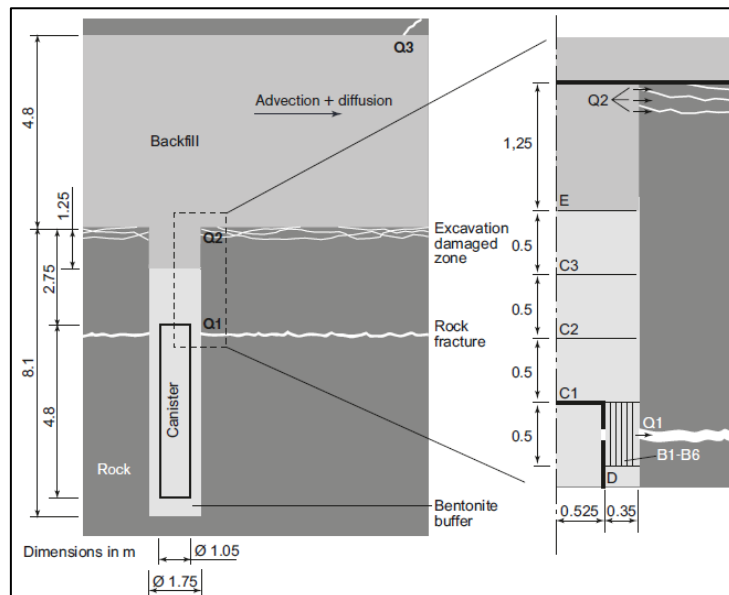 Q3
4.8
Advection + diffusion
Backfill
1.25
Q2
2.75
Q1
8.1
4.8
Canister
Rock
Excavation
damaged
zone
Rock
fracture
Bentonite
buffer
Dimensions in m
Ø 1.05
Ø 1.75
Q2
1,25
E
0.5
C3
0.5
C2
0.5
C1
0.5
Q1
B1-B6
D
0.525
0.35